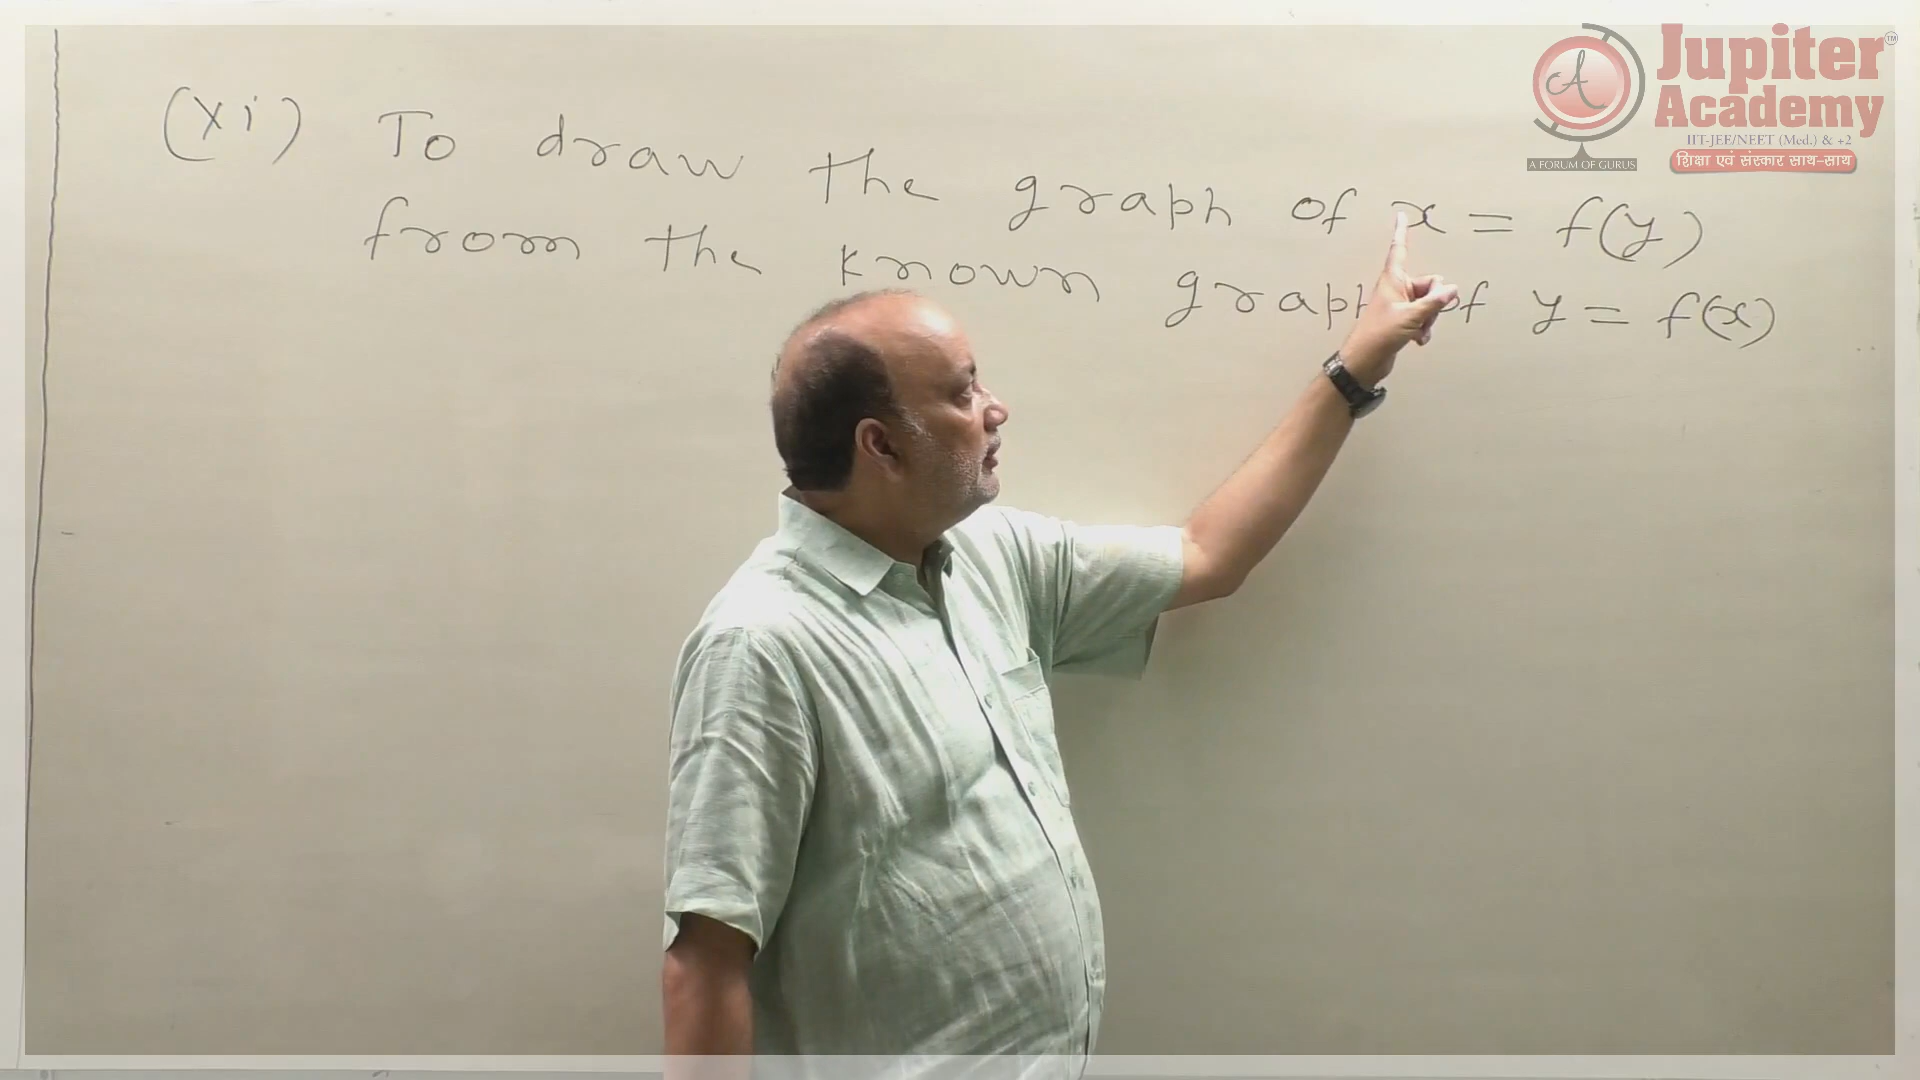 (xi) To draw the graph of x = f(y)
from the known graph of y = f(x)
Jupiter
Academy
TM
IIT-JEE/NEET (Med.) & +2
शिक्षा एवं संस्कार साथ-साथ
A
A FORUM OF GURUS